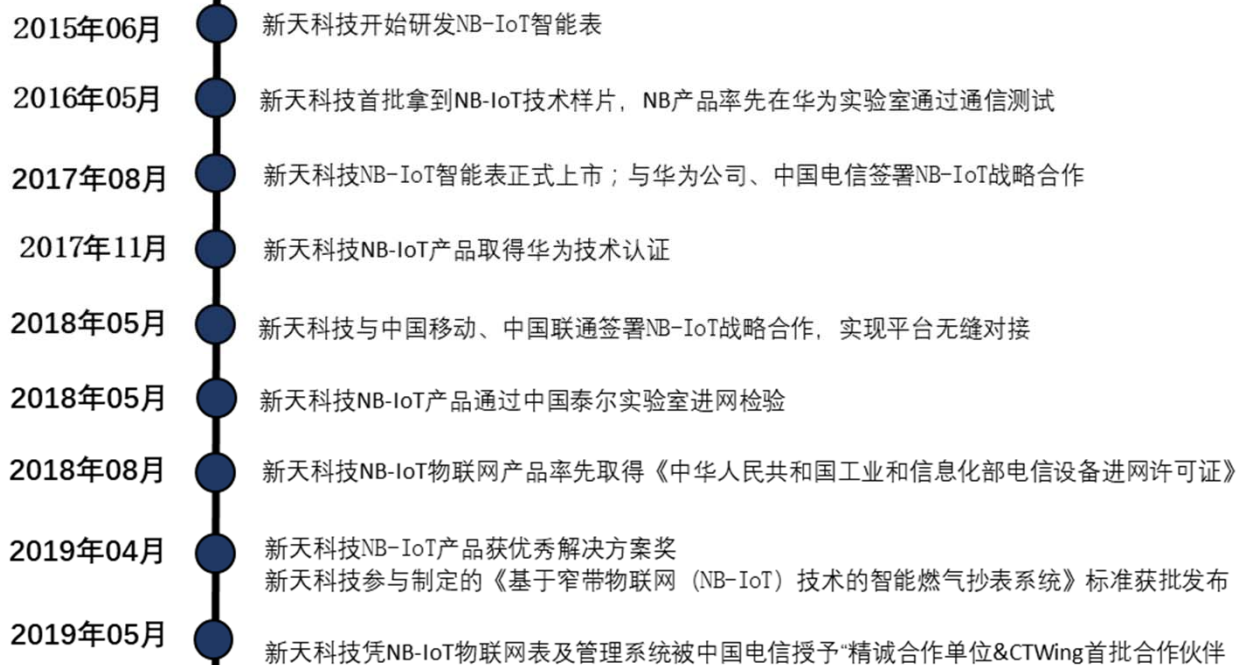 2015年06月 新天科技开始研发NB-IoT智能表
2016年05月 新天科技首批拿到NB-IoT技术样片，NB产品率先在华为实验室通过通信测试
2017年08月 新天科技NB-IoT智能表正式上市；与华为公司、中国电信签署NB-IoT战略合作
2017年11月 新天科技NB-IoT产品取得华为技术认证
2018年05月 新天科技与中国移动、中国联通签署NB-IoT战略合作，实现平台无缝对接
2018年05月 新天科技NB-IoT产品通过中国泰尔实验室进网检验
2018年08月 新天科技NB-IoT物联网产品率先取得《中华人民共和国工业和信息化部电信设备进网许可证》
2019年04月 新天科技NB-IoT产品获优秀解决方案奖
新天科技参与制定的《基于窄带物联网（NB-IoT）技术的智能燃气抄表系统》标准获批发布
2019年05月 新天科技凭NB-IoT物联网表及管理系统被中国电信授予“精诚合作单位&CTWing首批合作伙伴